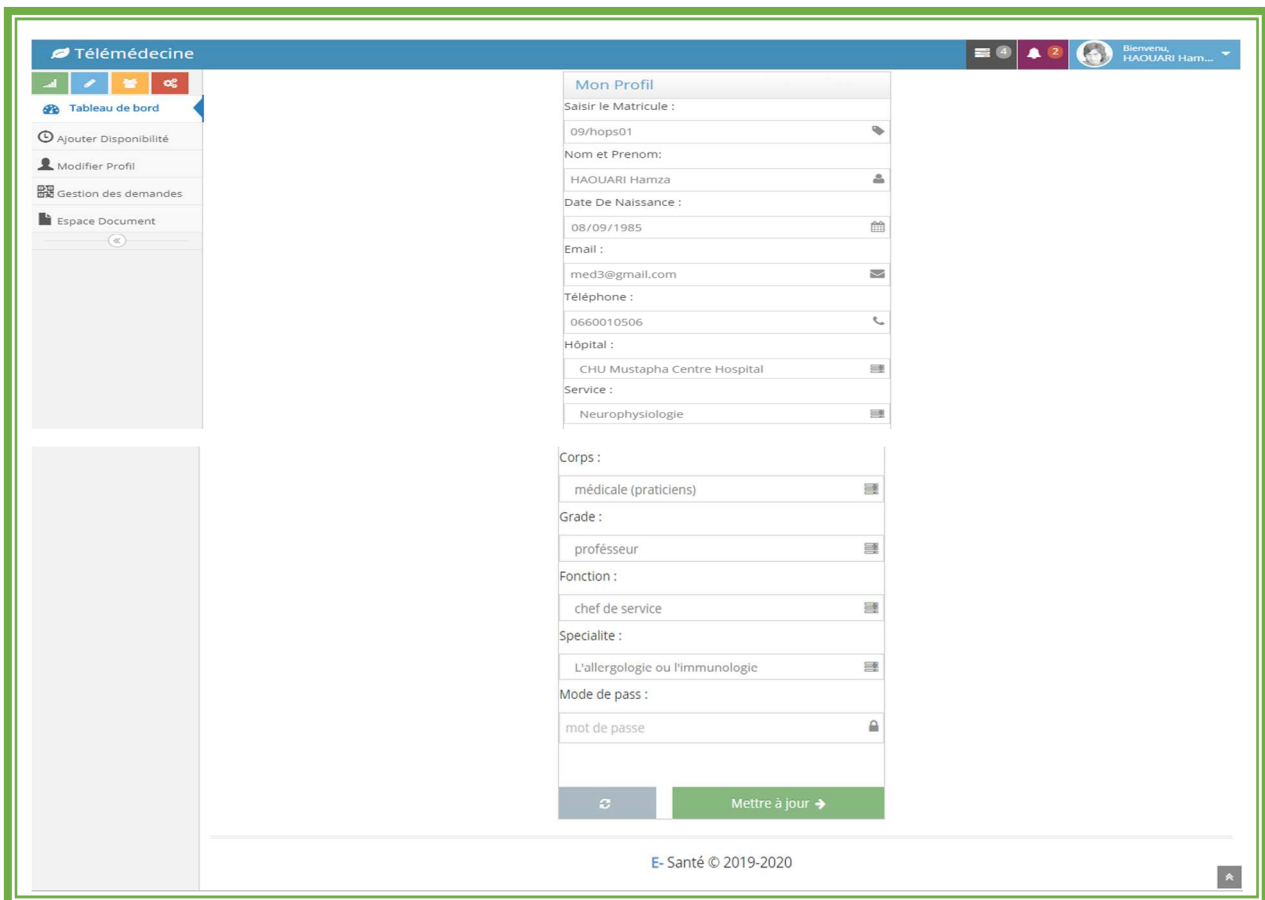 Télémédecine
4
2
Bienvenu,
HAOUARI Ham...
Tableau de bord
Ajouter Disponibilité
Modifier Profil
Gestion des demandes
Espace Document
Mon Profil
Saisir le Matricule :
09/hops01
Nom et Prenom:
HAOUARI Hamza
Date De Naissance :
08/09/1985
Email :
med3@gmail.com
Téléphone :
0660010506
Hôpital :
CHU Mustapha Centre Hospital
Service :
Neurophysiologie
Corps :
médicale (praticiens)
Grade :
profésseur
Fonction :
chef de service
Specialite :
L'allergologie ou l'immunologie
Mode de pass :
mot de passe
Mettre à jour
E- Santé © 2019-2020